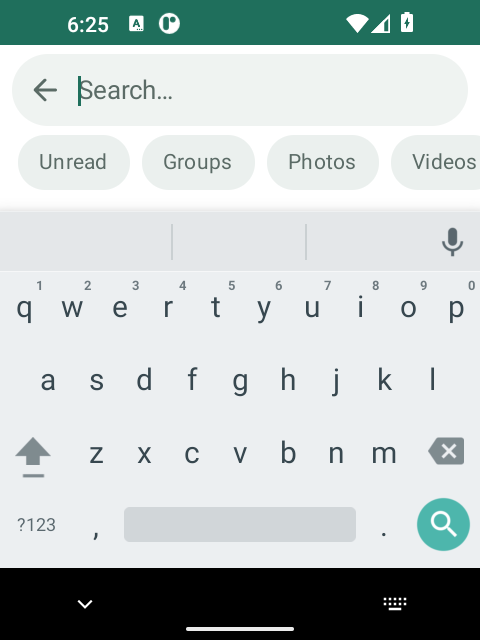 6:25
Search…
Unread Groups Photos Videos
1 2 3 4 5 6 7 8 9 0
q w e r t y u i o p
a s d f g h j k l
z x c v b n m
?123 , .